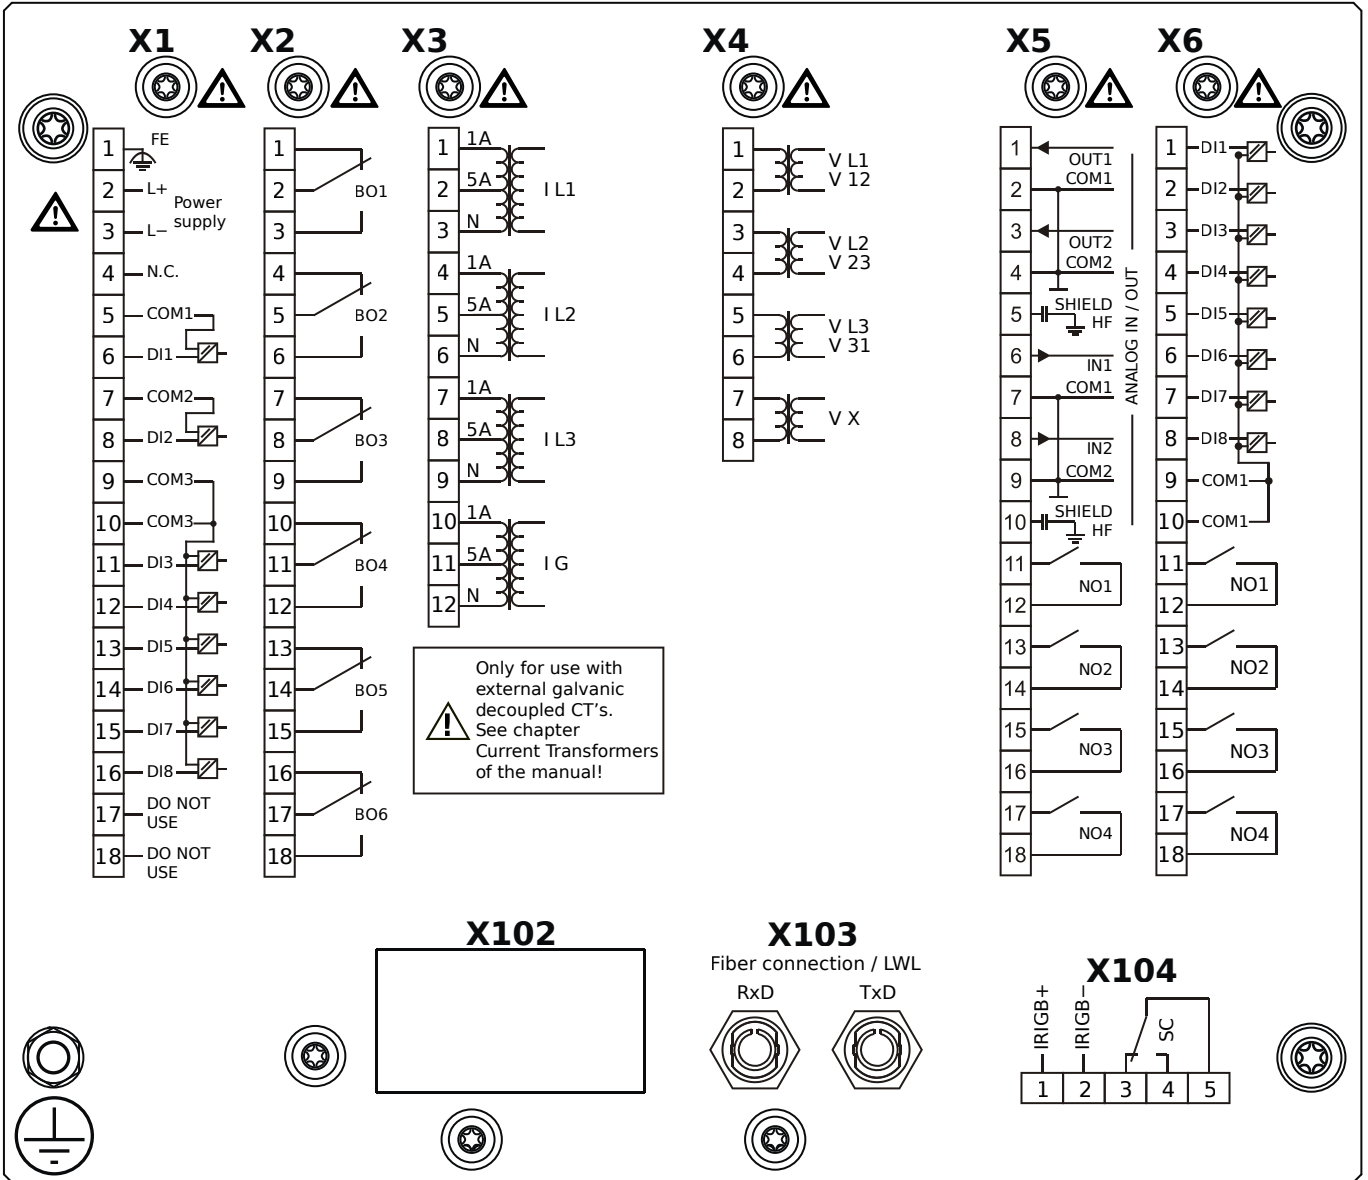 X1
X2
X3
X4
X5
X6
1
FE
2
L+
Power
supply
3
L−
4
N.C.
5
COM1
6
DI1
7
COM2
8
DI2
9
COM3
10
COM3
11
DI3
12
DI4
13
DI5
14
DI6
15
DI7
16
DI8
17
DO NOT
USE
18
DO NOT
USE
1
2
BO1
3
4
5
BO2
6
7
8
BO3
9
10
11
BO4
12
13
14
BO5
15
16
17
BO6
18
1
1A
2
5A
I L1
3
N
4
1A
5
5A
I L2
6
N
7
1A
8
5A
I L3
9
N
10
1A
11
5A
I G
12
N
Only for use with
external galvanic
decoupled CT's.
See chapter
Current Transformers
of the manual!
1
2
V L1
V 12
3
4
V L2
V 23
5
6
V L3
V 31
7
8
V X
1
OUT1
2
COM1
3
OUT2
4
COM2
5
SHIELD
HF
6
IN1
7
COM1
8
IN2
9
COM2
10
SHIELD
HF
ANALOG IN / OUT
11
12
NO1
13
14
NO2
15
16
NO3
17
18
NO4
1
DI1
2
DI2
3
DI3
4
DI4
5
DI5
6
DI6
7
DI7
8
DI8
9
COM1
10
COM1
11
12
NO1
13
14
NO2
15
16
NO3
17
18
NO4
X102
X103
Fiber connection / LWL
RxD
TxD
X104
IRIGB+
IRIGB−
SC
1
2
3
4
5